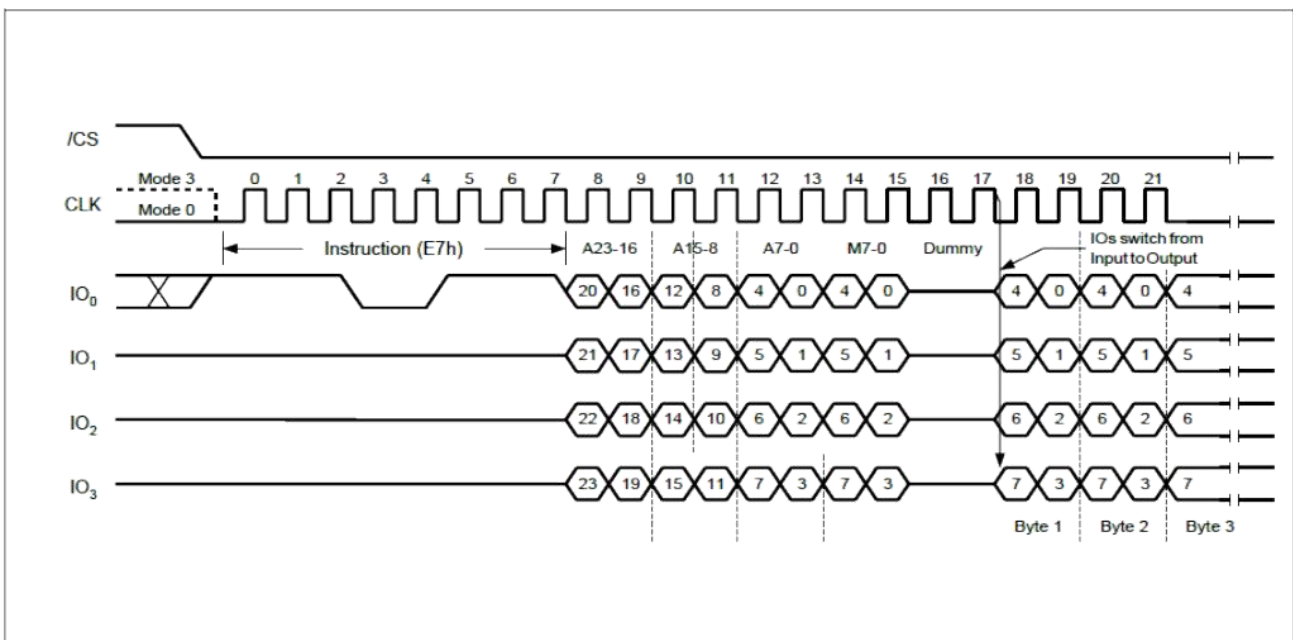 /CS
Mode 3 0 1 2 3 4 5 6 7 8 9 10 11 12 13 14 15 16 17 18 19 20 21
CLK
Mode 0
Instruction (E7h) A23-16 A15-8 A7-0 M7-0 Dummy IOs switch from
Input to Output
IO0 20 16 12 8 4 0 4 0 4 0 4 0 4
IO1 21 17 13 9 5 1 5 1 5 1 5 1 5
IO2 22 18 14 10 6 2 6 2 6 2 6 2 6
IO3 23 19 15 11 7 3 7 3 7 3 7 3 7
Byte 1 Byte 2 Byte 3